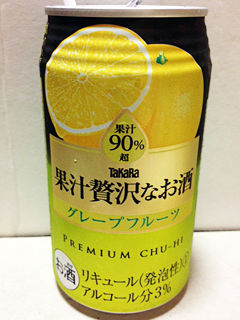 果汁
90%
超
TaKaRa
果汁贅沢なお酒
グレープフルーツ
PREMIUM CHU-HI
お酒
リキュール(発泡性)①
アルコール分3%